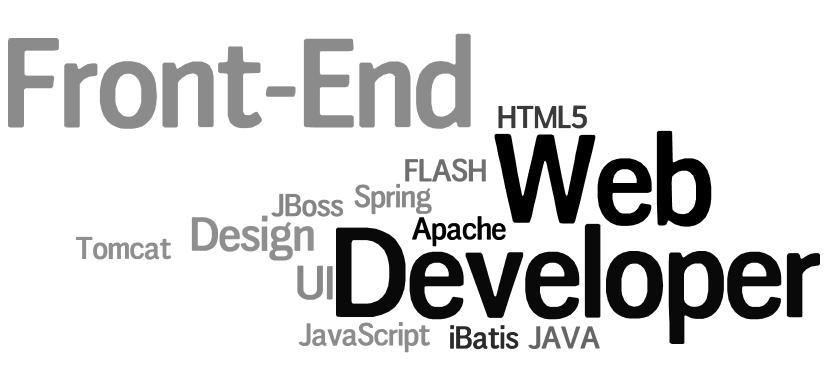 Front-End
HTML5
Web
FLASH
Spring
JBoss
Apache
Design
Tomcat
Developer
UI
JavaScript iBatis JAVA